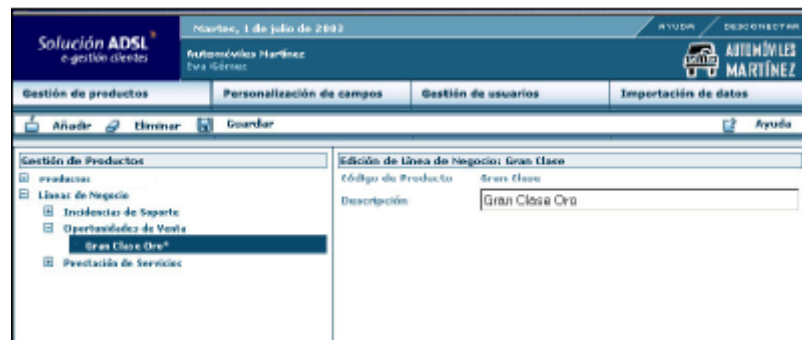 Martes, 1 de julio de 2003
AYUDA
DESCONECTAR
Solución ADSL
e-gestión clientes
Automóviles Martínez
Eva Gómez
AUTOMÓVILES
MARTÍNEZ
Gestión de productos
Personalización de campos
Gestión de usuarios
Importación de datos
Añadir
Eliminar
Guardar
Ayuda
Gestión de Productos
Edición de Línea de Negocio: Gran Clase
Productos
Código de Producto
Gran Clase
Líneas de Negocio
Descripción
Gran Clase Oro
Incidencias de Soporte
Oportunidades de Venta
Gran Clase Oro*
Prestación de Servicios